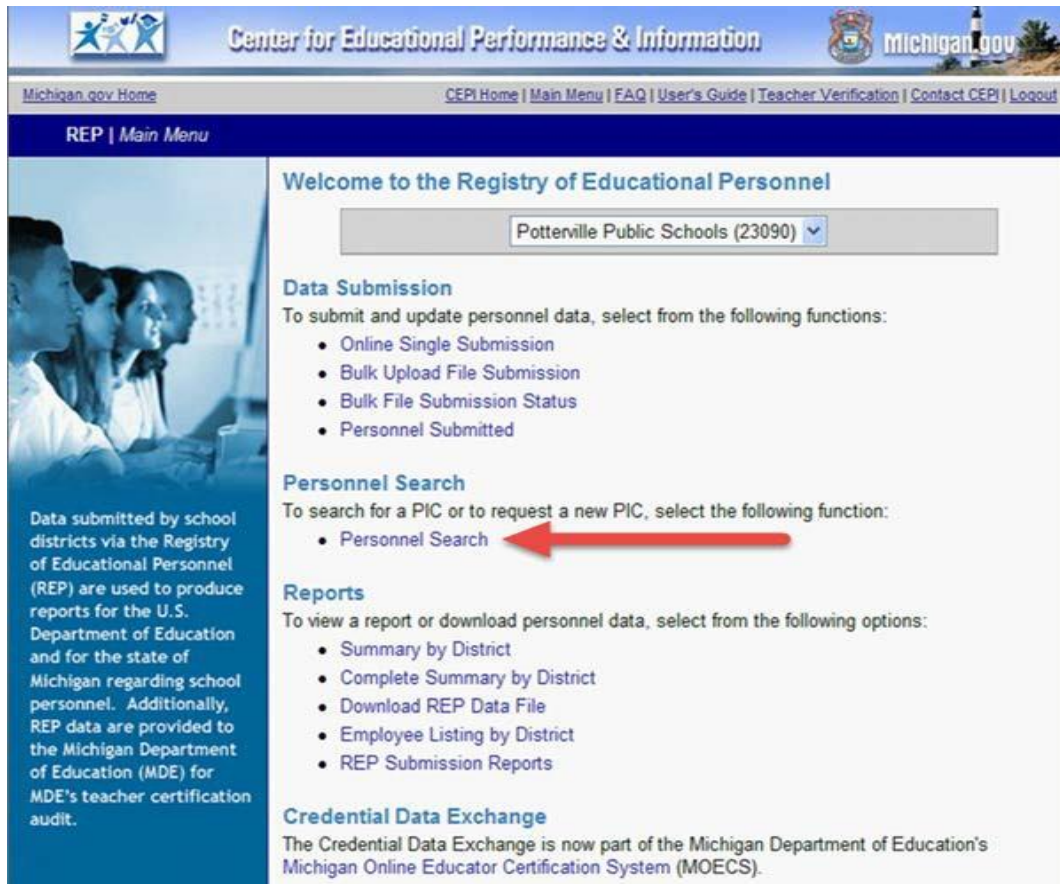 Center for Educational Performance & Information
Michigan.gov
Michigan.gov Home
CEPI Home | Main Menu | FAQ | User's Guide | Teacher Verification | Contact CEPI | Logout
REP | Main Menu
Welcome to the Registry of Educational Personnel
Potterville Public Schools (23090)
Data Submission
To submit and update personnel data, select from the following functions:
• Online Single Submission
• Bulk Upload File Submission
• Bulk File Submission Status
• Personnel Submitted
Personnel Search
To search for a PIC or to request a new PIC, select the following function:
• Personnel Search
Reports
To view a report or download personnel data, select from the following options:
• Summary by District
• Complete Summary by District
• Download REP Data File
• Employee Listing by District
• REP Submission Reports
Credential Data Exchange
The Credential Data Exchange is now part of the Michigan Department of Education's
Michigan Online Educator Certification System (MOECS).
Data submitted by school
districts via the Registry
of Educational Personnel
(REP) are used to produce
reports for the U.S.
Department of Education
and for the state of
Michigan regarding school
personnel. Additionally,
REP data are provided to
the Michigan Department
of Education (MDE) for
MDE's teacher certification
audit.